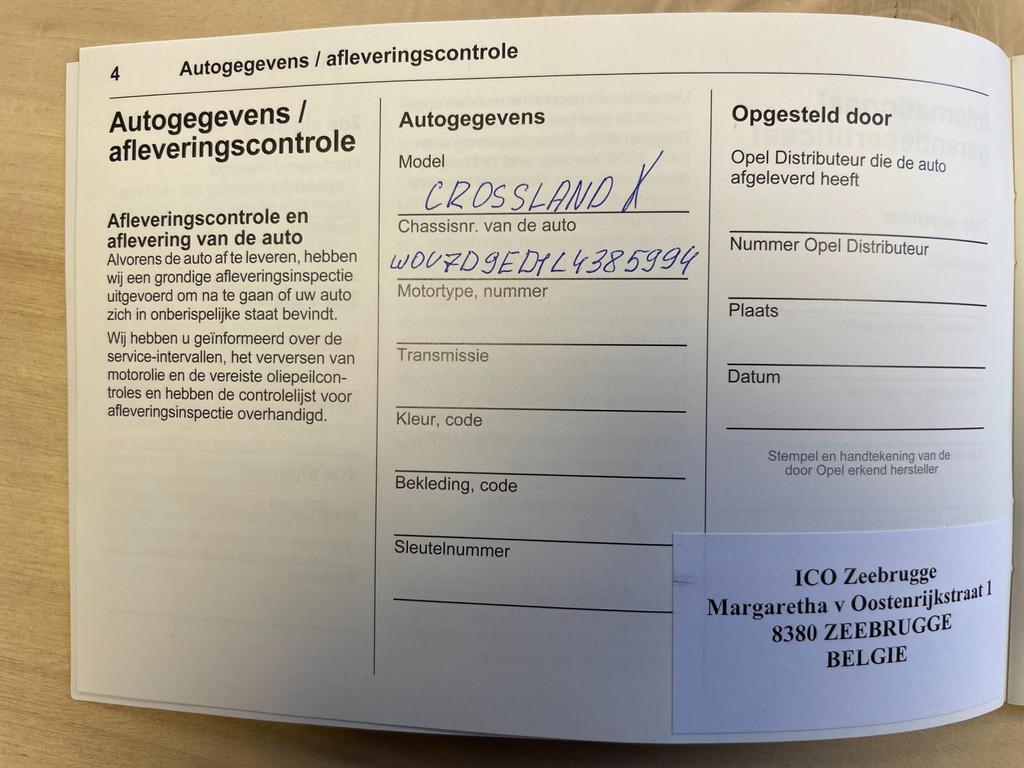 4 Autogegevens / afleveringscontrole
Autogegevens /
afleveringscontrole
Afleveringscontrole en
aflevering van de auto
Alvorens de auto af te leveren, hebben
wij een grondige afleveringsinspectie
uitgevoerd om na te gaan of uw auto
zich in onberispelijke staat bevindt.
Wij hebben u geïnformeerd over de
service-intervallen, het verversen van
motorolie en de vereiste oliepeilcon-
troles en hebben de controlelijst voor
afleveringsinspectie overhandigd.
Autogegevens
Model
CROSSLAND X
Chassisnr. van de auto
W0V7D9ED1L4385994
Motortype, nummer
Transmissie
Kleur, code
Bekleding, code
Sleutelnummer
Opgesteld door
Opel Distributeur die de auto
afgeleverd heeft
Nummer Opel Distributeur
Plaats
Datum
Stempel en handtekening van de
door Opel erkend hersteller
ICO Zeebrugge
Margaretha v Oostenrijkstraat 1
8380 ZEEBRUGGE
BELGIE